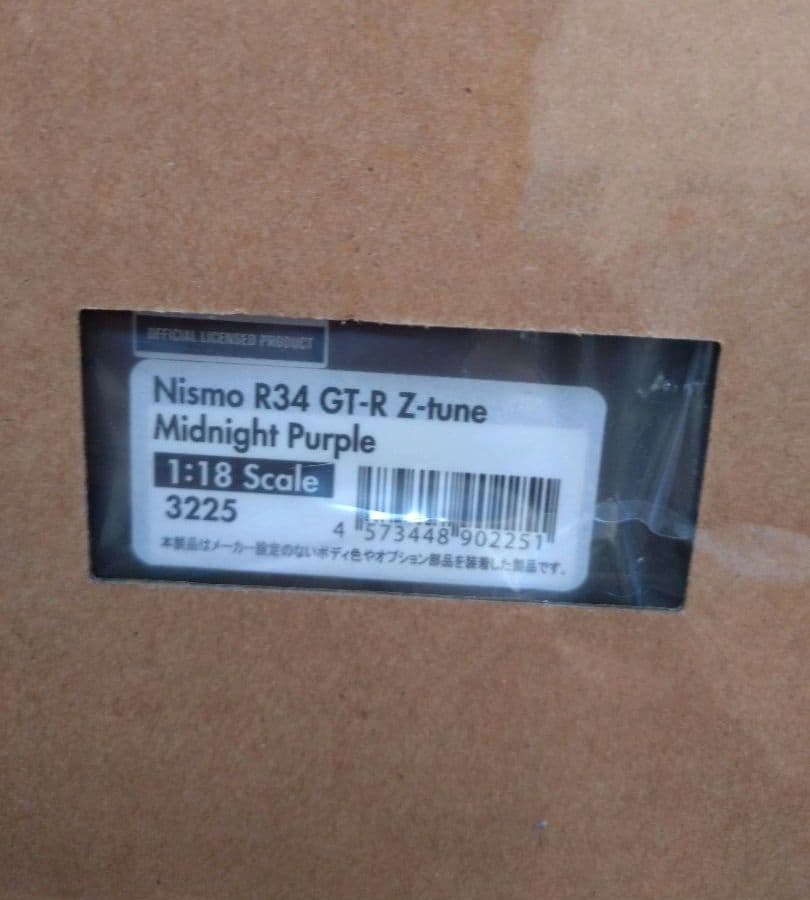 OFFICIAL LICENSED PRODUCT
Nismo R34 GT-R Z-tune
Midnight Purple
1:18 Scale
3225
4 573448 902251
本製品はメーカー設定のないボディ色やオプション部品を装着した製品です。